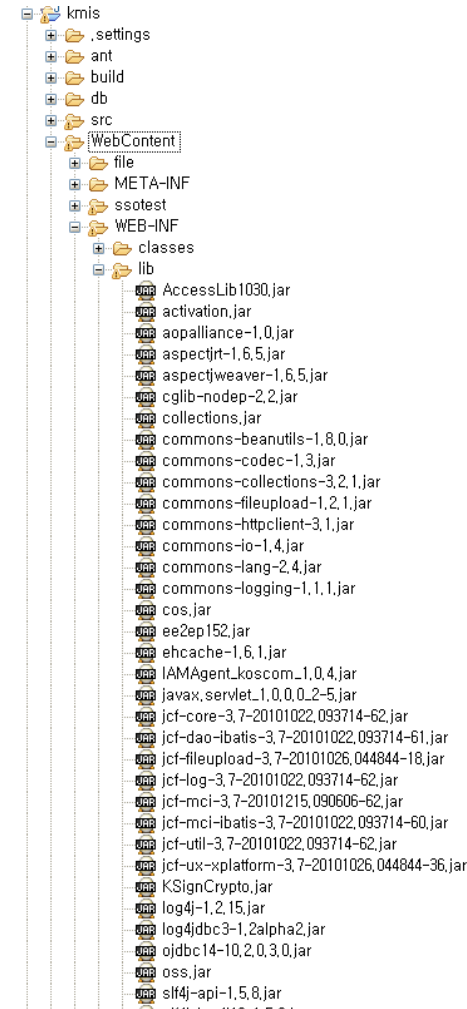 kmis
.settings
ant
build
db
src
WebContent
file
META-INF
ssotest
WEB-INF
classes
lib
AccessLib1030.jar
activation.jar
aopalliance-1.0.jar
aspectjrt-1.6.5.jar
aspectjweaver-1.6.5.jar
cglib-nodep-2.2.jar
collections.jar
commons-beanutils-1.8.0.jar
commons-codec-1.3.jar
commons-collections-3.2.1.jar
commons-fileupload-1.2.1.jar
commons-httpclient-3.1.jar
commons-io-1.4.jar
commons-lang-2.4.jar
commons-logging-1.1.1.jar
cos.jar
ee2ep152.jar
ehcache-1.6.1.jar
IAMAgent_koscom_1.0.4.jar
javax.servlet_1.0.0.0_2-5.jar
jcf-core-3.7-20101022.093714-62.jar
jcf-dao-ibatis-3.7-20101022.093714-61.jar
jcf-fileupload-3.7-20101026.044844-18.jar
jcf-log-3.7-20101022.093714-62.jar
jcf-mci-3.7-20101215.090606-62.jar
jcf-mci-ibatis-3.7-20101022.093714-60.jar
jcf-util-3.7-20101022.093714-62.jar
jcf-ux-xplatform-3.7-20101026.044844-36.jar
KSignCrypto.jar
log4j-1.2.15.jar
log4jdbc3-1.2alpha2.jar
ojdbc14-10.2.0.3.0.jar
oss.jar
slf4j-api-1.5.8.jar